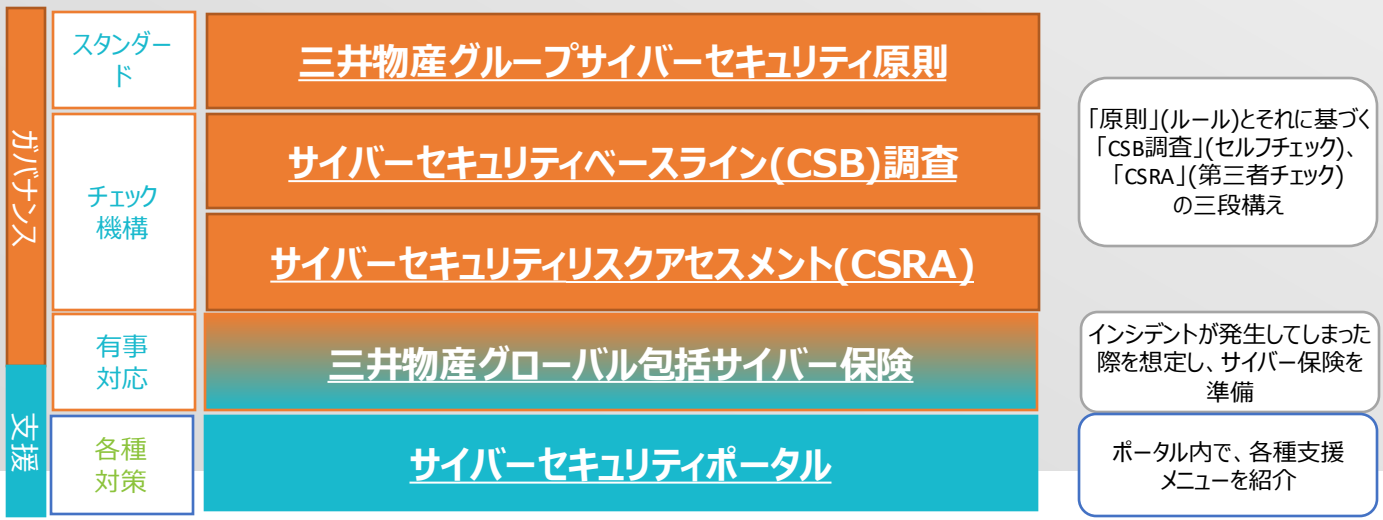 ガバナンス
スタンダー
ド
三井物産グループサイバーセキュリティ原則
チェック
機構
サイバーセキュリティベースライン(CSB)調査
サイバーセキュリティリスクアセスメント(CSRA)
「原則」(ルール)とそれに基づく
「CSB調査」(セルフチェック)、
「CSRA」(第三者チェック)
の三段構え
有事
対応
三井物産グローバル包括サイバー保険
インシデントが発生してしまった
際を想定し、サイバー保険を
準備
支援
各種
対策
サイバーセキュリティポータル
ポータル内で、各種支援
メニューを紹介